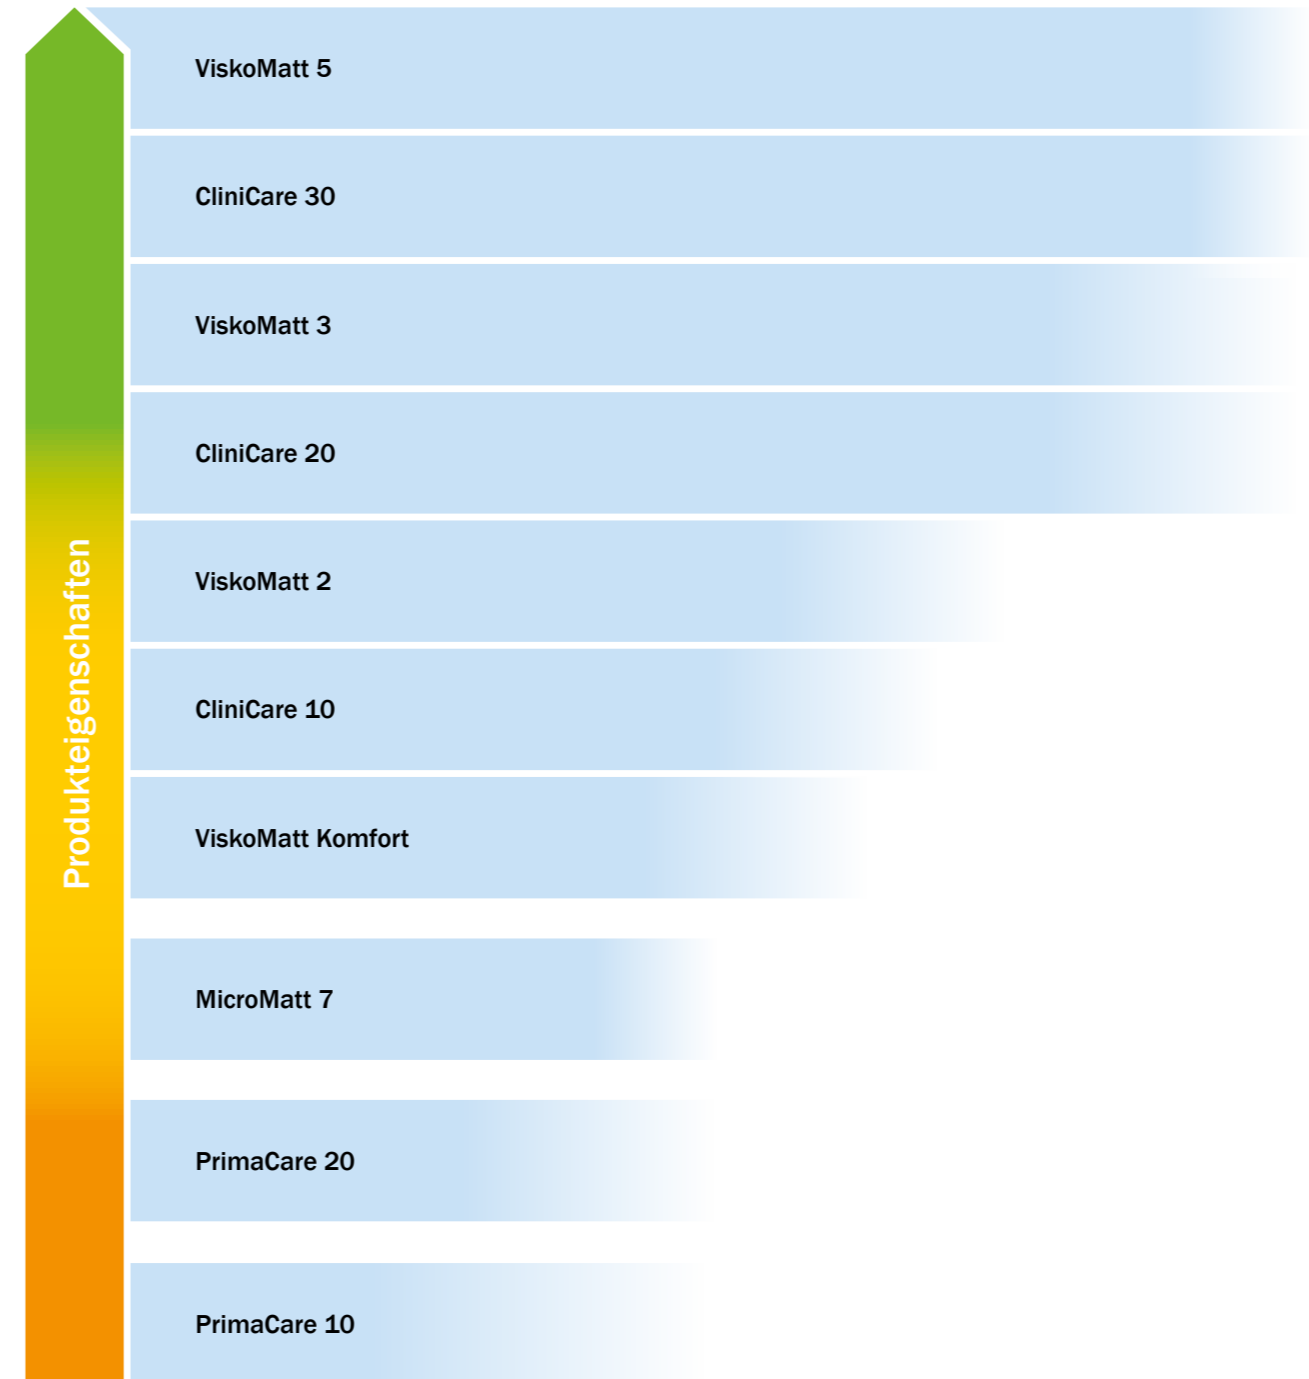 ViskoMatt 5
CliniCare 30
ViskoMatt 3
CliniCare 20
ViskoMatt 2
CliniCare 10
ViskoMatt Komfort
MicroMatt 7
PrimaCare 20
PrimaCare 10
Produkteigenschaften